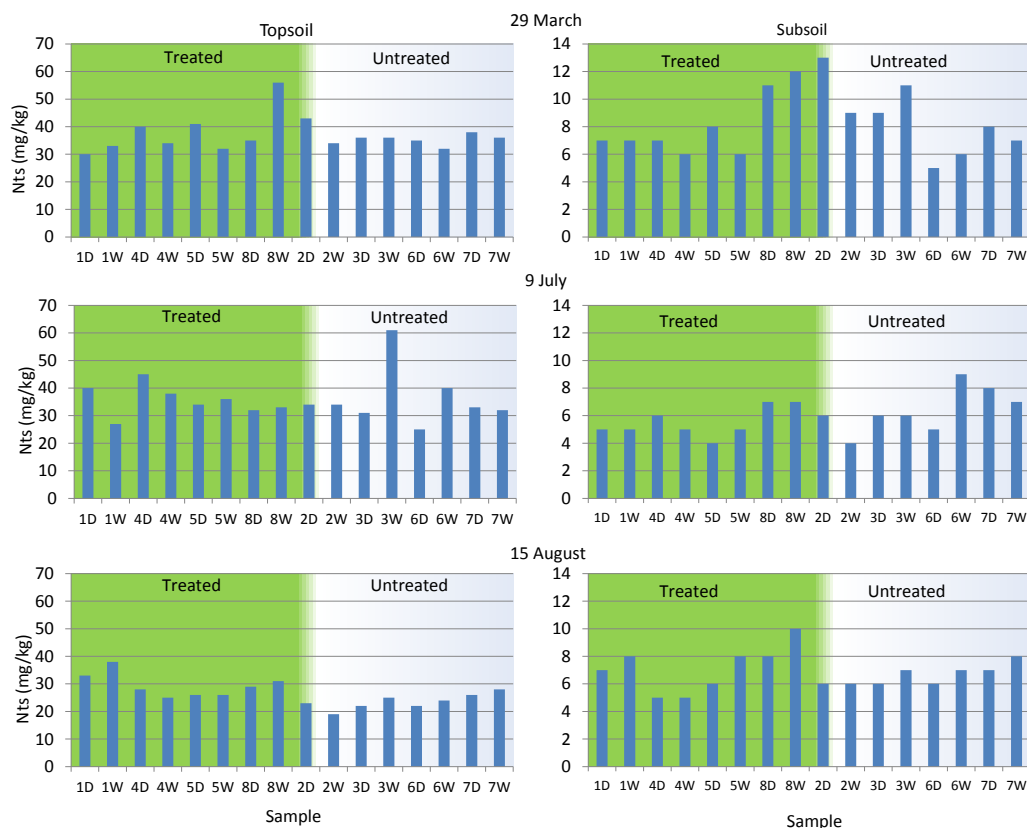 29 March
Topsoil
Subsoil
Nts (mg/kg)
70
60
50
40
30
20
10
0
Treated
Untreated
1D 1W 4D 4W 5D 5W 8D 8W 2D 2W 3D 3W 6D 6W 7D 7W
14
12
10
8
6
4
2
0
Treated
Untreated
1D 1W 4D 4W 5D 5W 8D 8W 2D 2W 3D 3W 6D 6W 7D 7W
9 July
Nts (mg/kg)
70
60
50
40
30
20
10
0
Treated
Untreated
1D 1W 4D 4W 5D 5W 8D 8W 2D 2W 3D 3W 6D 6W 7D 7W
14
12
10
8
6
4
2
0
Treated
Untreated
1D 1W 4D 4W 5D 5W 8D 8W 2D 2W 3D 3W 6D 6W 7D 7W
15 August
Nts (mg/kg)
70
60
50
40
30
20
10
0
Treated
Untreated
1D 1W 4D 4W 5D 5W 8D 8W 2D 2W 3D 3W 6D 6W 7D 7W
Sample
14
12
10
8
6
4
2
0
Treated
Untreated
1D 1W 4D 4W 5D 5W 8D 8W 2D 2W 3D 3W 6D 6W 7D 7W
Sample